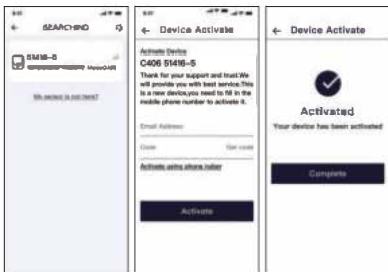 SEARCHIND
51416-5
My device is not here?
Device Activate
Activate Device
C406 51416-5
Thank for your support and trust.We
will provide you with best service.This
is a new device,you need to fill in the
mobile phone number to activate it.
Email Address
Code Get code
Activate using phone nuber
Activate
Device Activate
Activated
Your device has been activated
Complete